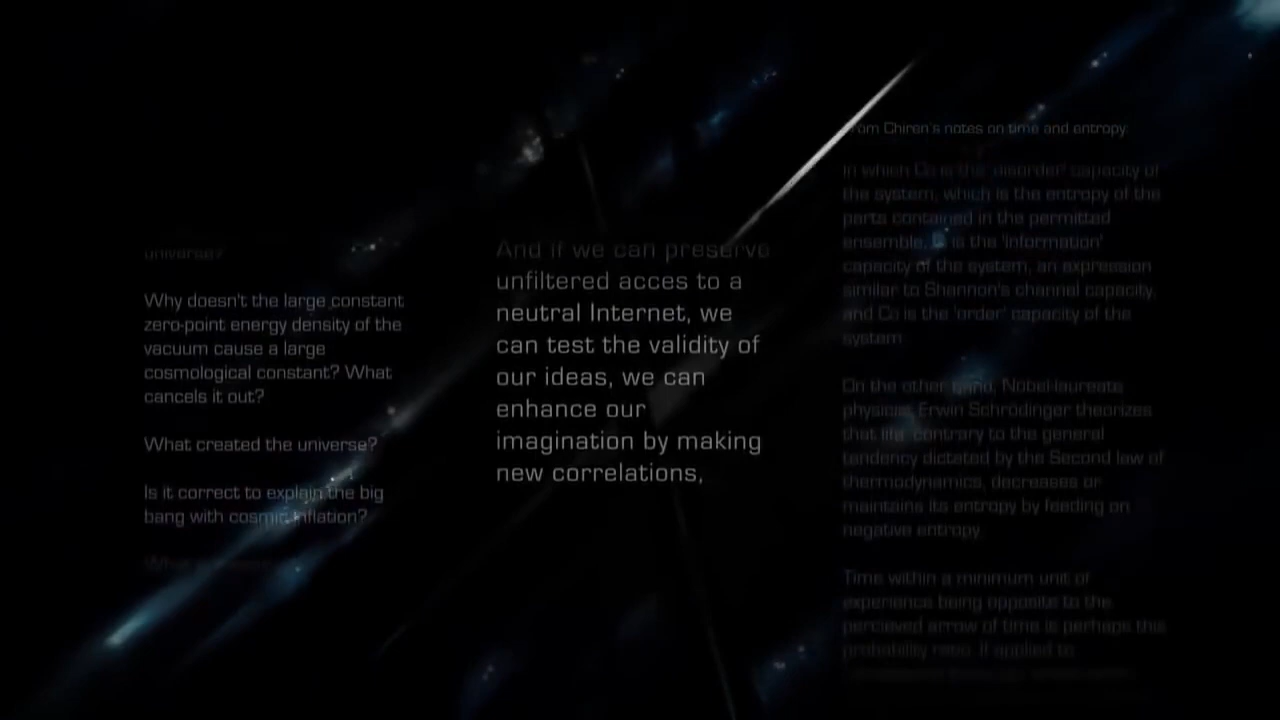 universe?
Why doesn't the large constant
zero-point energy density of the
vacuum cause a large
cosmological constant? What
cancels it out?
What created the universe?
Is it correct to explain the big
bang with cosmic inflation?
What
And if we can preserve
unfiltered acces to a
neutral Internet, we
can test the validity of
our ideas, we can
enhance our
imagination by making
new correlations,
Chiren's notes on time and entropy:
in which is the 'disorder' capacity of
the system, which is the entropy of the
parts contained in the permitted
ensemble, is the 'information'
capacity of the system, an expression
similar to Shannon's channel capacity,
and is the 'order' capacity of the
system
On the other hand, Nobel-laureate
physicist Erwin Schrödinger theorizes
that life contrary to the general
tendency dictated by the Second law of
thermodynamics, decreases or
maintains its entropy by feeding on
negative entropy.
Time within a minimum unit of
experience being opposite to the
percieved arrow of time is perhaps this
probability ratio. If applied to